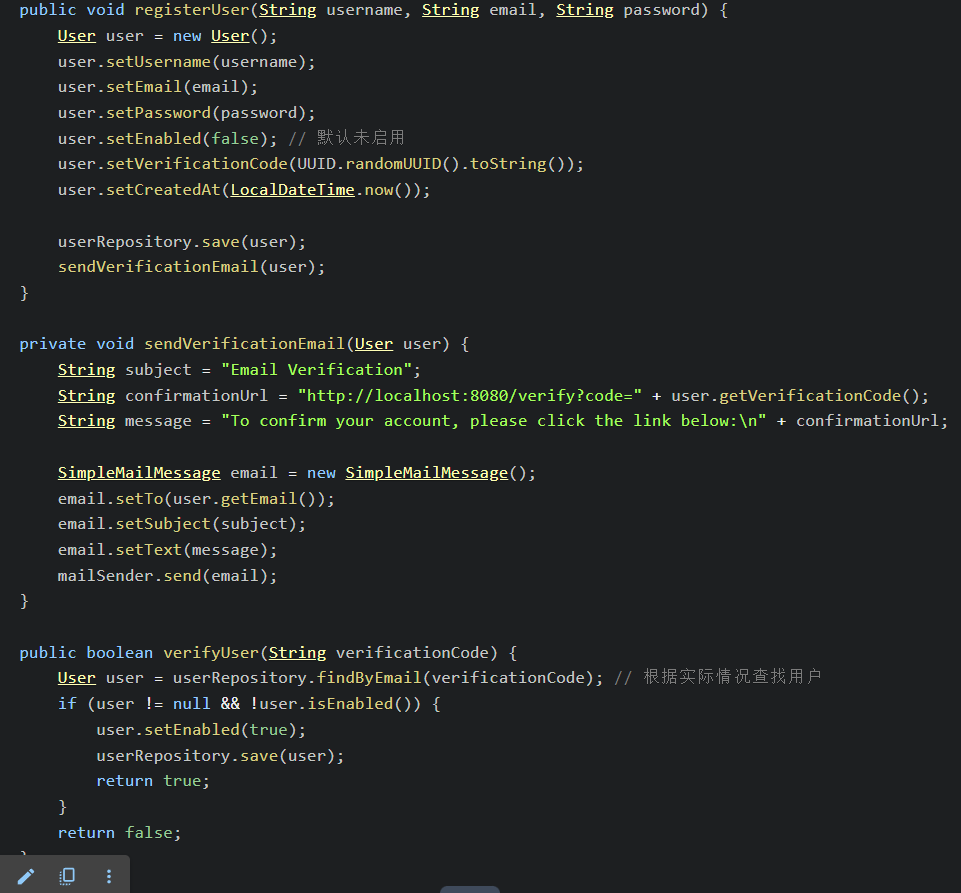 public void registerUser(String username, String email, String password) {
    User user = new User();
    user.setUsername(username);
    user.setEmail(email);
    user.setPassword(password);
    user.setEnabled(false); // 默认未启用
    user.setVerificationCode(UUID.randomUUID().toString());
    user.setCreatedAt(LocalDateTime.now());

    userRepository.save(user);
    sendVerificationEmail(user);
}

private void sendVerificationEmail(User user) {
    String subject = "Email Verification";
    String confirmationUrl = "http://localhost:8080/verify?code=" + user.getVerificationCode();
    String message = "To confirm your account, please click the link below:\n" + confirmationUrl;

    SimpleMailMessage email = new SimpleMailMessage();
    email.setTo(user.getEmail());
    email.setSubject(subject);
    email.setText(message);
    mailSender.send(email);
}

public boolean verifyUser(String verificationCode) {
    User user = userRepository.findByEmail(verificationCode); // 根据实际情况查找用户
    if (user != null && !user.isEnabled()) {
        user.setEnabled(true);
        userRepository.save(user);
        return true;
    }
    return false;